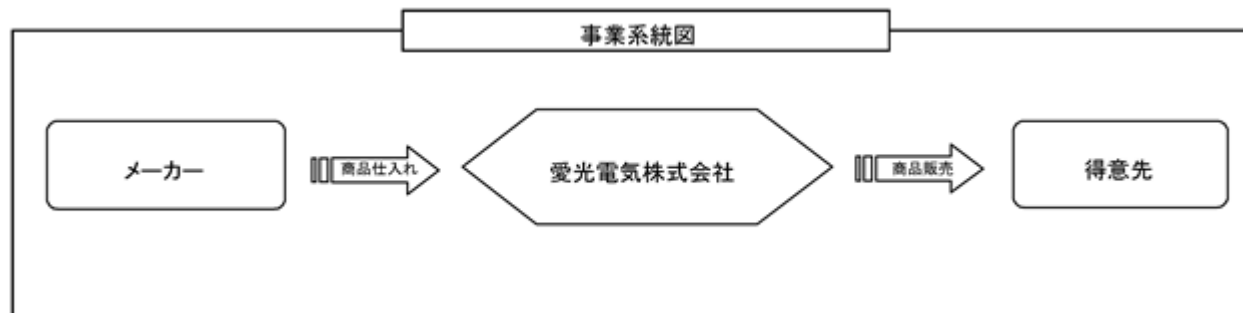 事業系統図
メーカー
商品仕入れ
愛光電気株式会社
商品販売
得意先